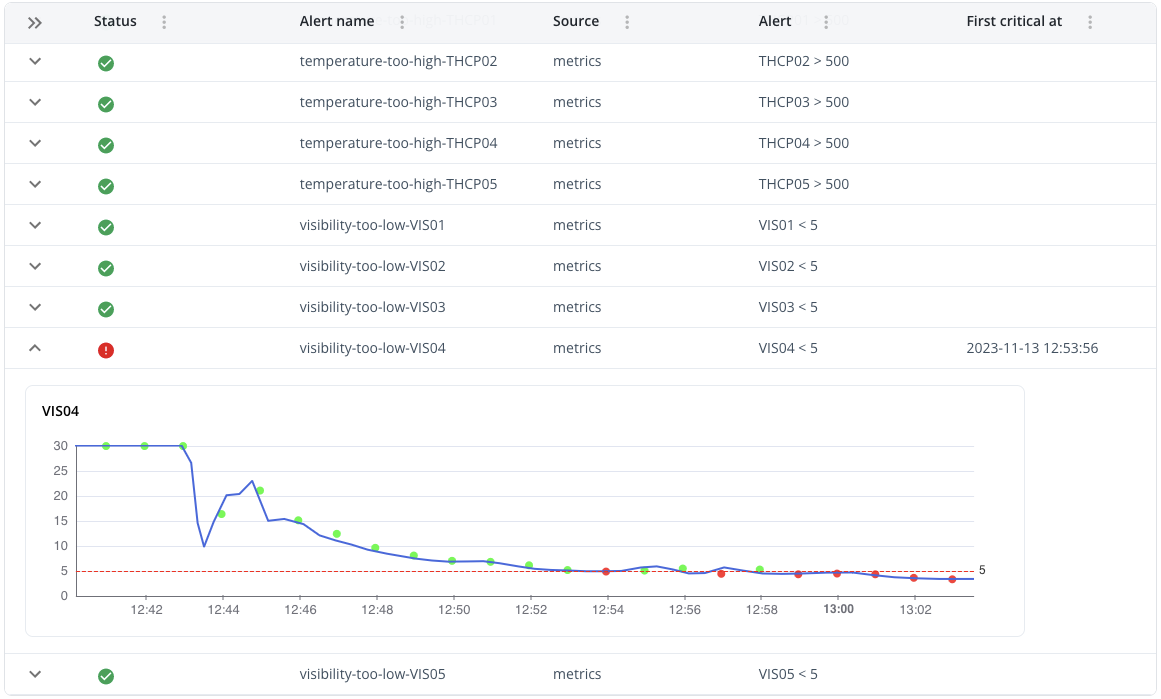 Status Alert name Source Alert First critical at
temperature-too-high-THCP02 metrics THCP02 > 500
temperature-too-high-THCP03 metrics THCP03 > 500
temperature-too-high-THCP04 metrics THCP04 > 500
temperature-too-high-THCP05 metrics THCP05 > 500
visibility-too-low-VIS01 metrics VIS01 < 5
visibility-too-low-VIS02 metrics VIS02 < 5
visibility-too-low-VIS03 metrics VIS03 < 5
visibility-too-low-VIS04 metrics VIS04 < 5 2023-11-13 12:53:56
VIS04
30
25
20
15
10
5 5
0
12:42 12:44 12:46 12:48 12:50 12:52 12:54 12:56 12:58 13:00 13:02
visibility-too-low-VIS05 metrics VIS05 < 5